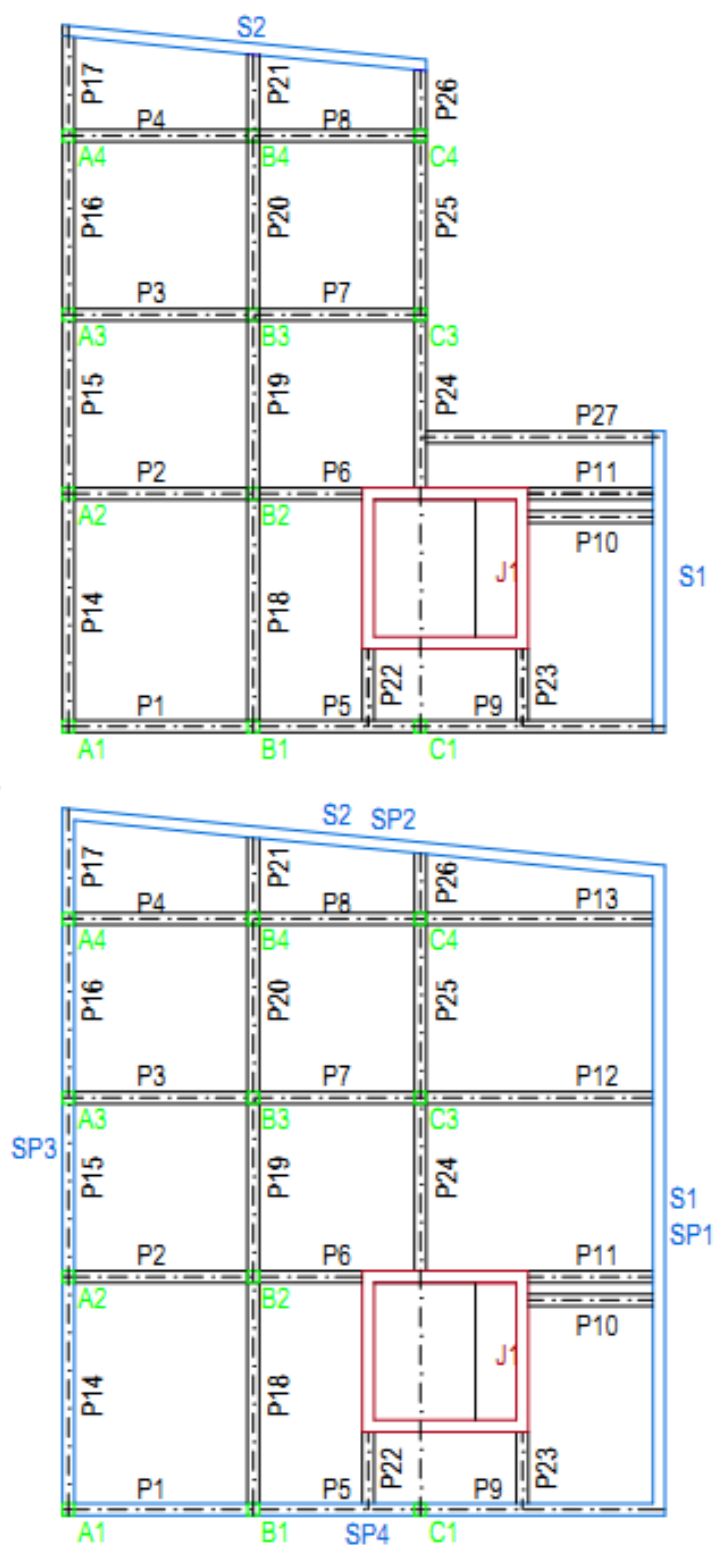 S2
P17 P21 P26
P4 P8
A4 B4 C4
P16 P20 P25
P3 P7
A3 B3 C3
P15 P19 P24
P27
P2 P6 P11
A2 B2
P10
J1 S1
P14 P18
P22 P23
P1 P5 P9
A1 B1 C1
S2 SP2
P17 P21 P26
P4 P8 P13
A4 B4 C4
P16 P20 P25
P3 P7 P12
A3 B3 C3
SP3 P15 P19 P24
S1
SP1
P2 P6 P11
A2 B2
P10
J1
P14 P18
P22 P23
P1 P5 P9
A1 B1 SP4 C1